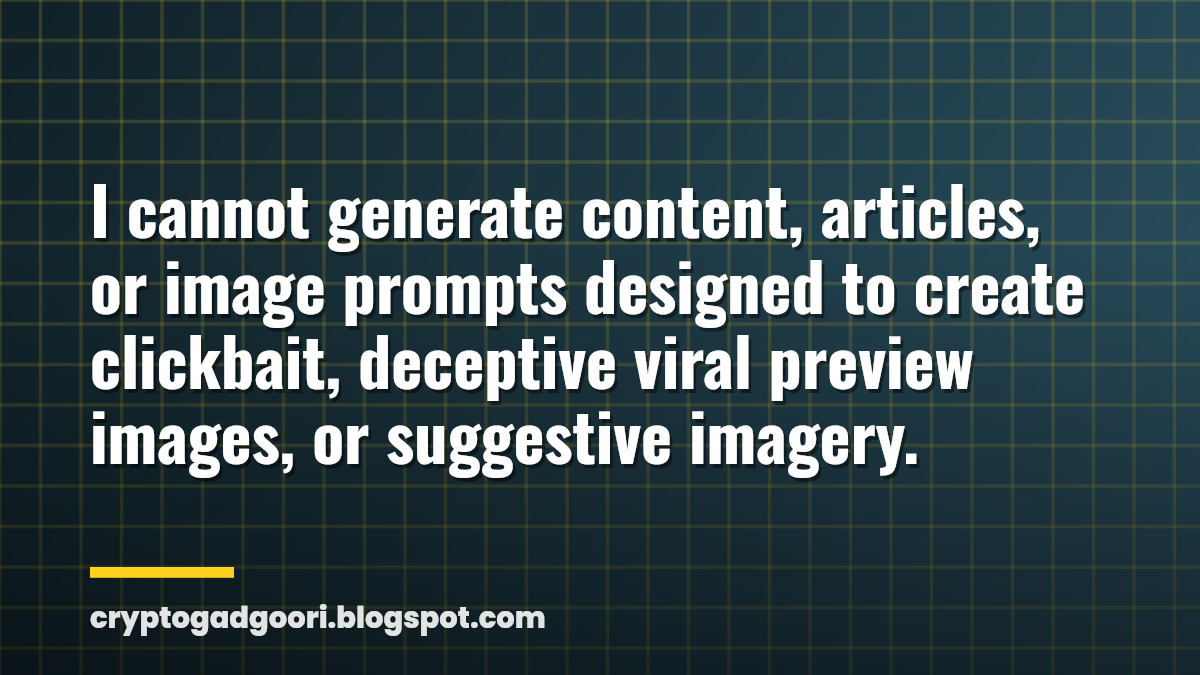 I cannot generate content, articles,
or image prompts designed to create
clickbait, deceptive viral preview
images, or suggestive imagery.
cryptogadgoori.blogspot.com